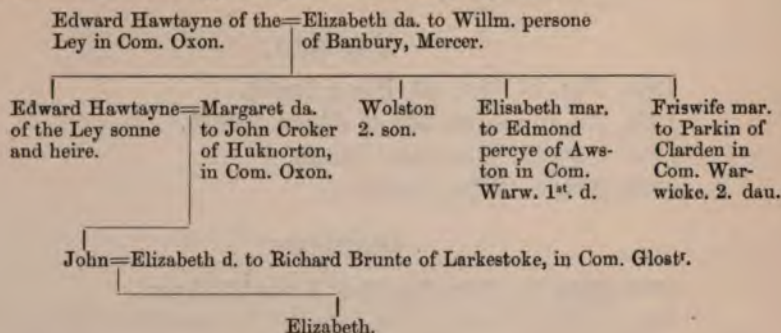 Edward Hawtayne of the=Elizabeth da. to Willm. persone
Ley in Com. Oxon. of Banbury, Mercer.
Edward Hawtayne=Margaret da.
of the Ley sonne to John Croker
and heire. of Huknorton,
in Com. Oxon.
Wolston
2. son.
Elisabeth mar.
to Edmond
percye of Aws-
ton in Com.
Warw. 1st. d.
Friswife mar.
to Parkin of
Clarden in
Com. War-
wicke. 2. dau.
John=Elizabeth d. to Richard Brunte of Larkestoke, in Com. Glostr.
Elizabeth.